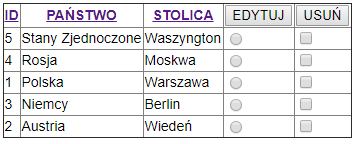 ID PAŃSTWO STOLICA EDYTUJ USUŃ
5 Stany Zjednoczone Waszyngton
4 Rosja Moskwa
1 Polska Warszawa
3 Niemcy Berlin
2 Austria Wiedeń